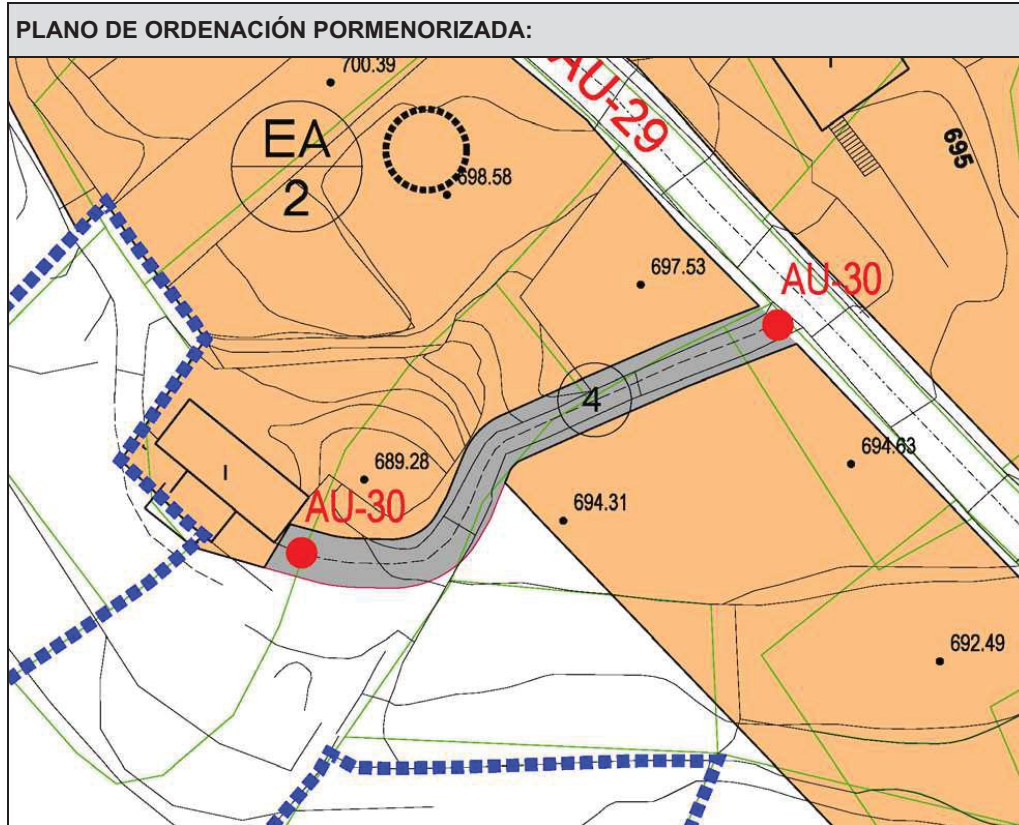 PLANO DE ORDENACIÓN PORMENORIZADA:
700.39
AU-29
I
EA
2
698.58
695
697.53
AU-30
4
694.63
I
689.28
AU-30
694.31
692.49